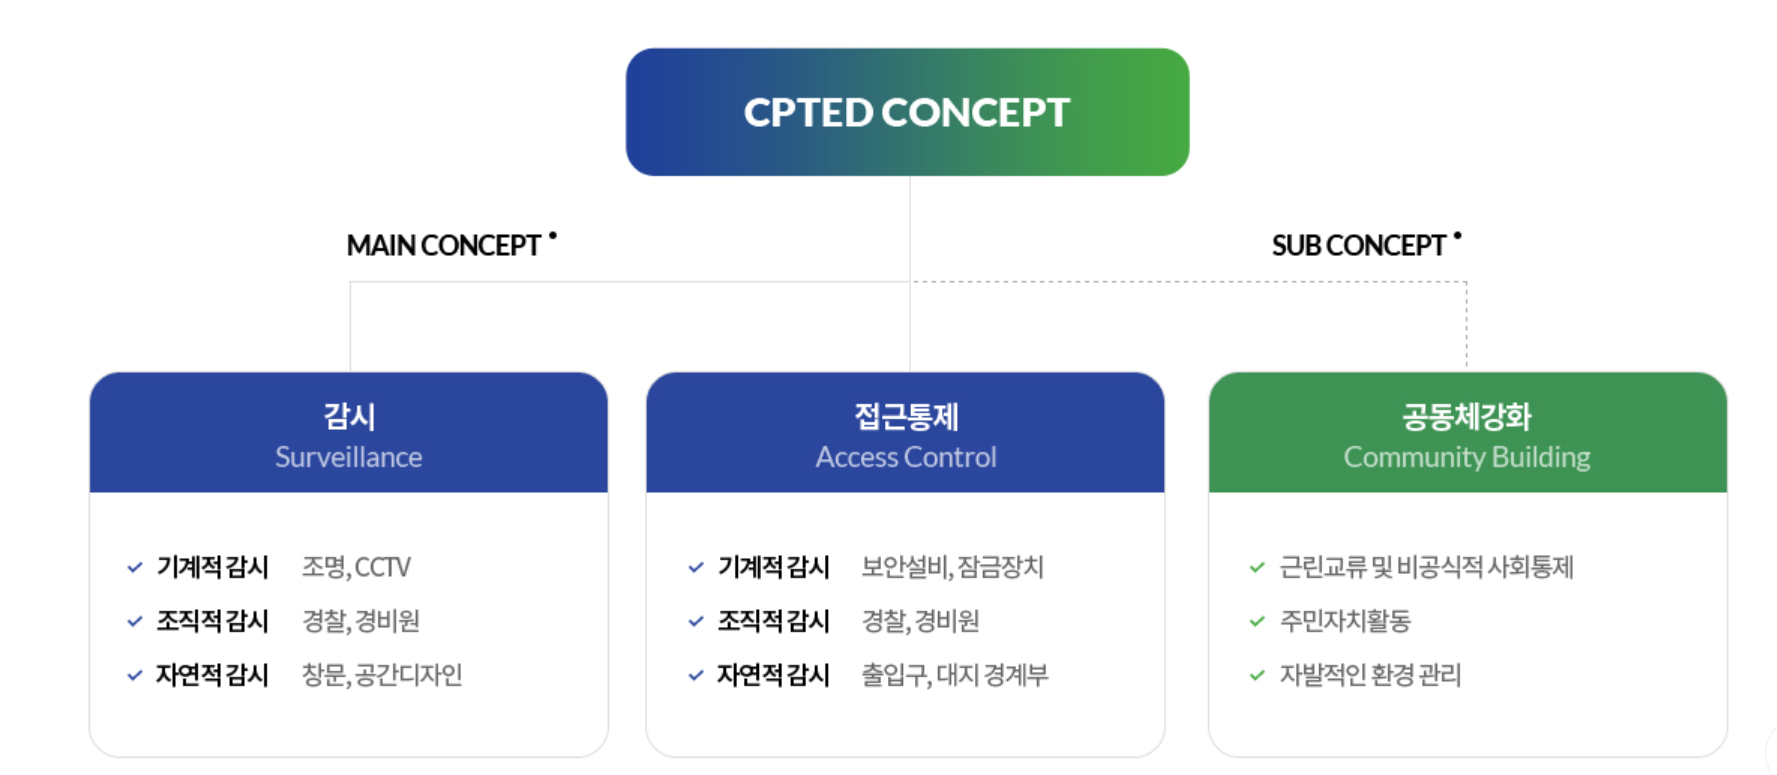 CPTED CONCEPT
MAIN CONCEPT
SUB CONCEPT
감시
Surveillance
기계적 감시 조명, CCTV
조직적 감시 경찰, 경비원
자연적 감시 창문, 공간디자인
접근통제
Access Control
기계적 감시 보안설비, 잠금장치
조직적 감시 경찰, 경비원
자연적 감시 출입구, 대지 경계부
공동체강화
Community Building
근린교류 및 비공식적 사회통제
주민자치활동
자발적인 환경 관리